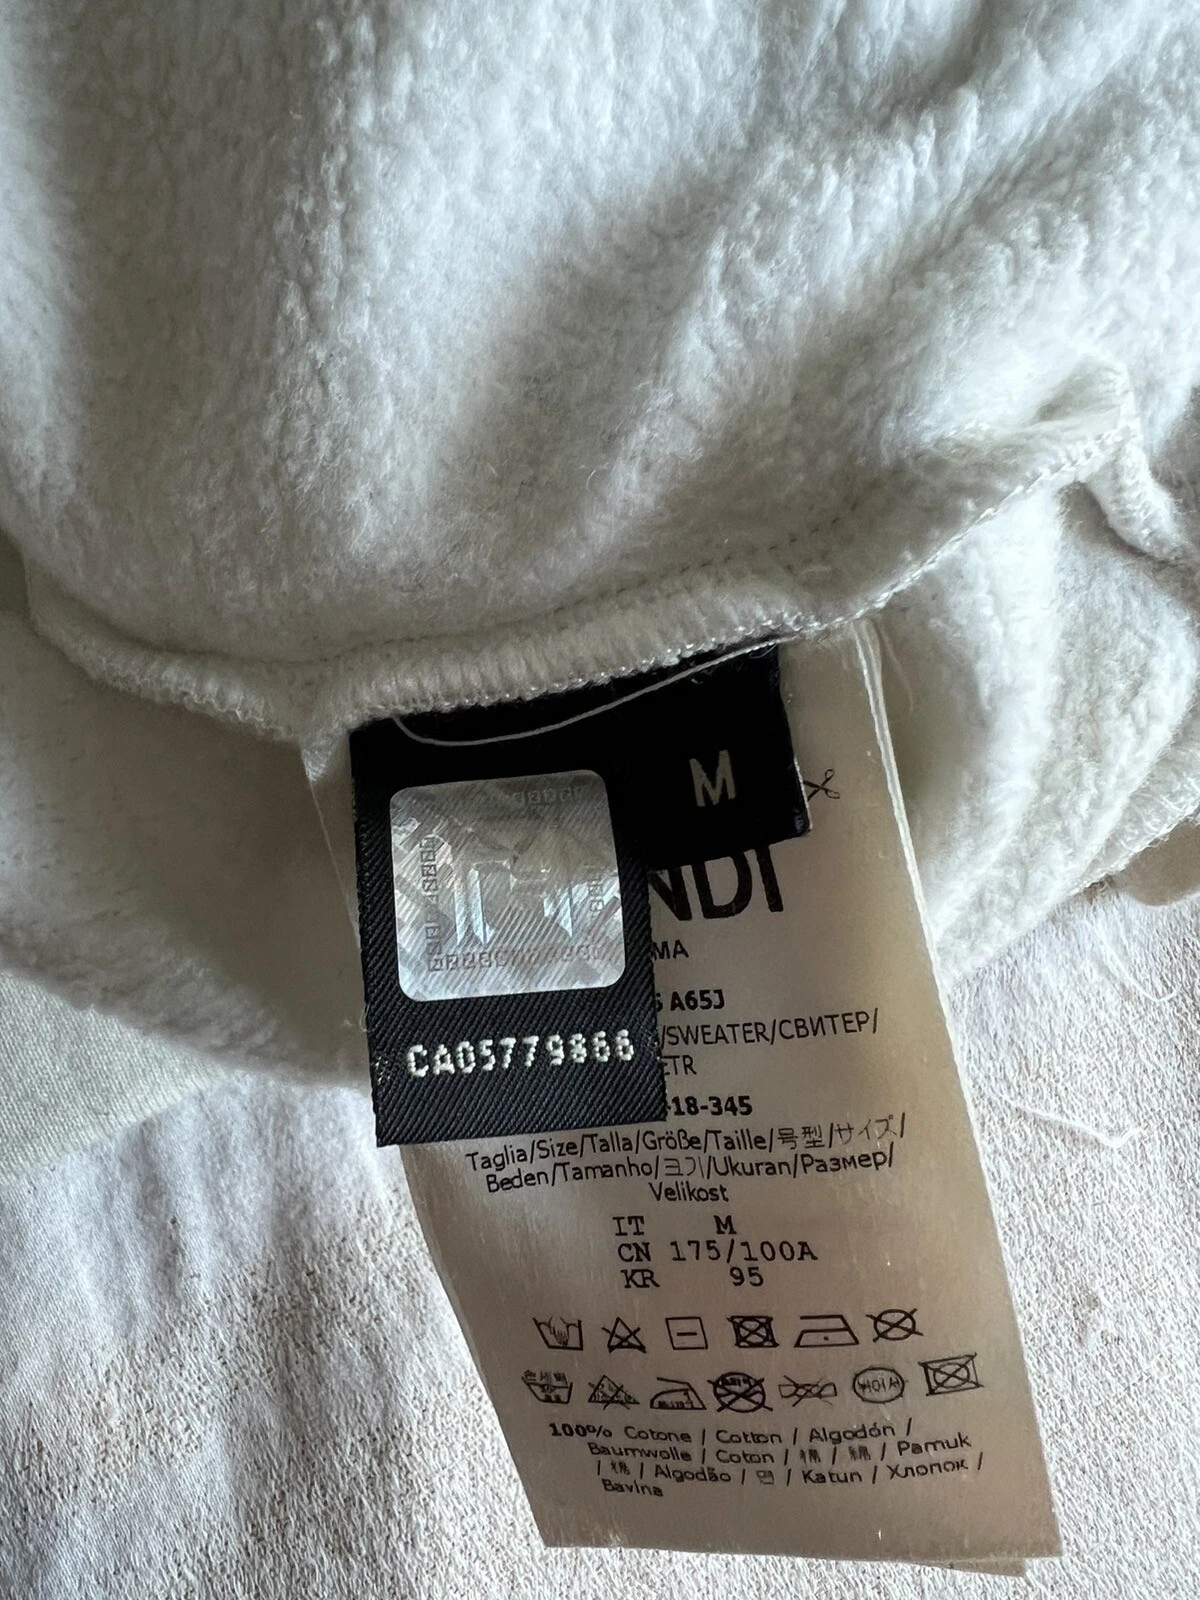 M
NDI
MA
A65J
/SWEATER/СВИТЕР/
ETR
CA05779866
-18-345
Taglia/Size/Talla/Größe/Taille/号型/サイズ/
Beden/Tamanho/크기/Ukuran/Размер/
Velikost
IT M
CN 175/100A
KR 95
100% Cotone / Cotton / Algodón /
Baumwolle / Coton / 棉 / 綿 / Pamuk
/ 棉 / Algodão / 면 / Katun / Хлопок /
Bavlna